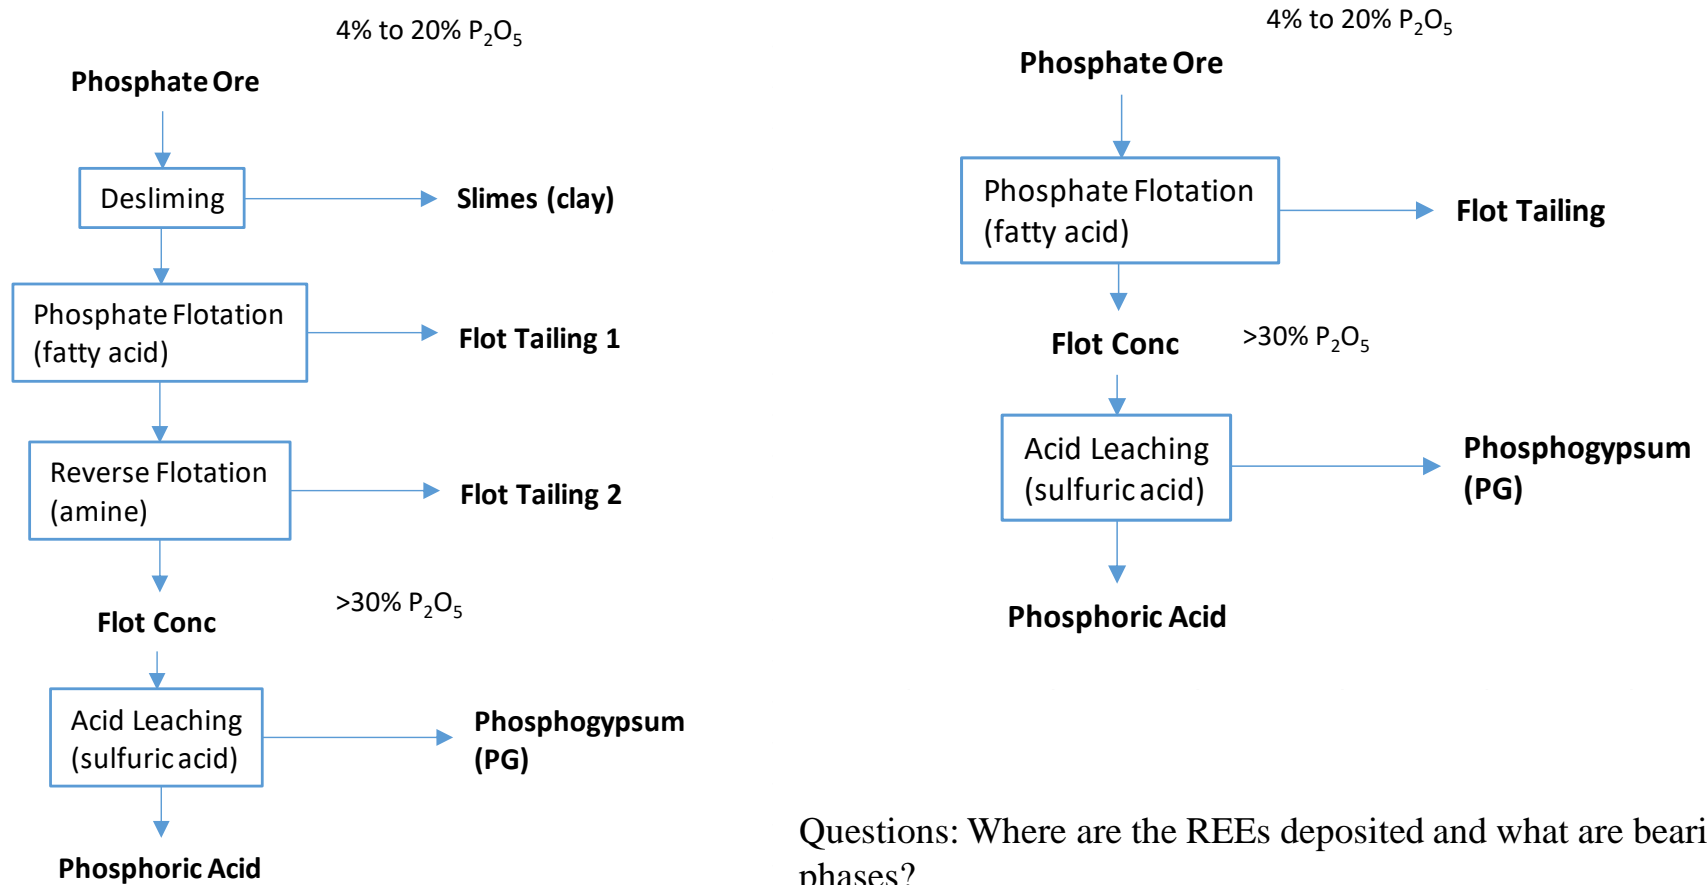 4% to 20% P₂O₅
Phosphate Ore
Desliming
Slimes (clay)
Phosphate Flotation
(fatty acid)
Flot Tailing 1
Reverse Flotation
(amine)
Flot Tailing 2
>30% P₂O₅
Flot Conc
Acid Leaching
(sulfuric acid)
Phosphogypsum
(PG)
Phosphoric Acid
4% to 20% P₂O₅
Phosphate Ore
Phosphate Flotation
(fatty acid)
Flot Tailing
Flot Conc
>30% P₂O₅
Acid Leaching
(sulfuric acid)
Phosphogypsum
(PG)
Phosphoric Acid
Questions: Where are the REEs deposited and what are
phases?